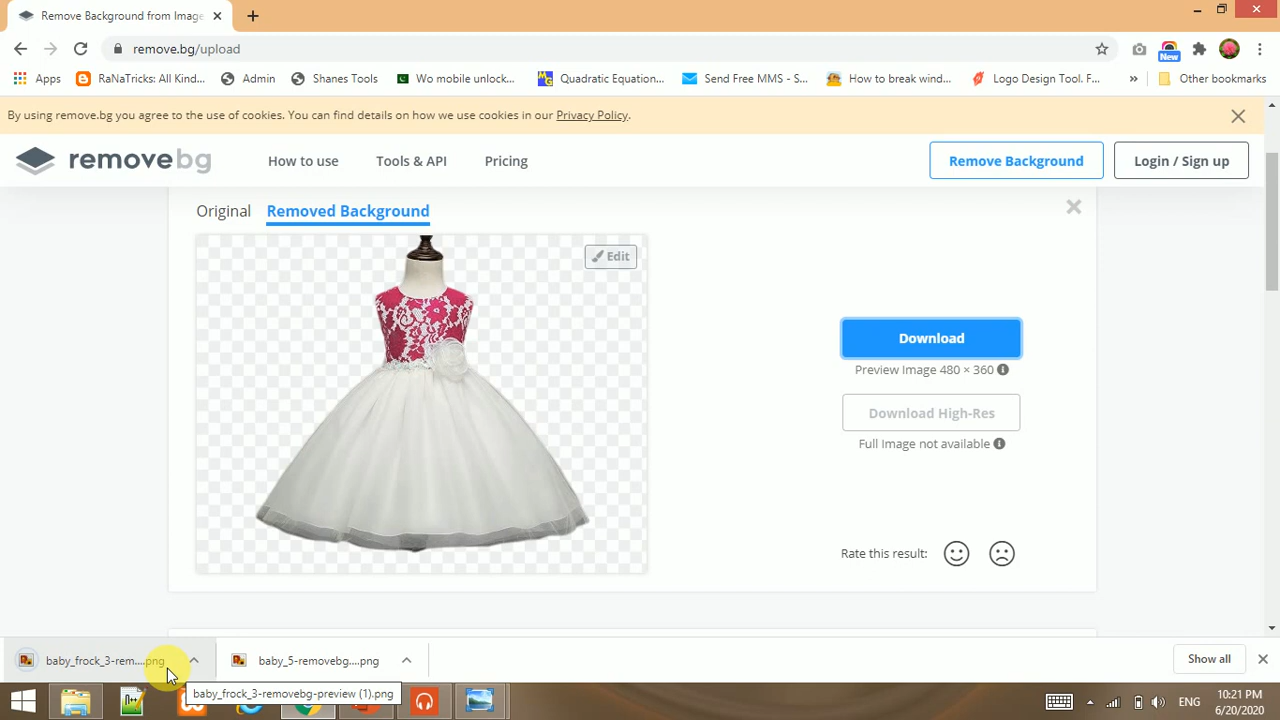 Remove Background from Image
remove.bg/upload
New
Apps
RaNaTricks: All Kind...
Admin
Shanes Tools
Wo mobile unlock...
Quadratic Equation...
Send Free MMS - S...
How to break wind...
Logo Design Tool. F...
»
Other bookmarks
By using remove.bg you agree to the use of cookies. You can find details on how we use cookies in our Privacy Policy.
removebg
How to use
Tools & API
Pricing
Remove Background
Login / Sign up
Original
Removed Background
Edit
Download
Preview Image 480 × 360
Download High-Res
Full Image not available
Rate this result:
baby_frock_3-rem....png
baby_5-removebg....png
Show all
baby_frock_3-removebg-preview (1).png
ENG
10:21 PM
6/20/2020